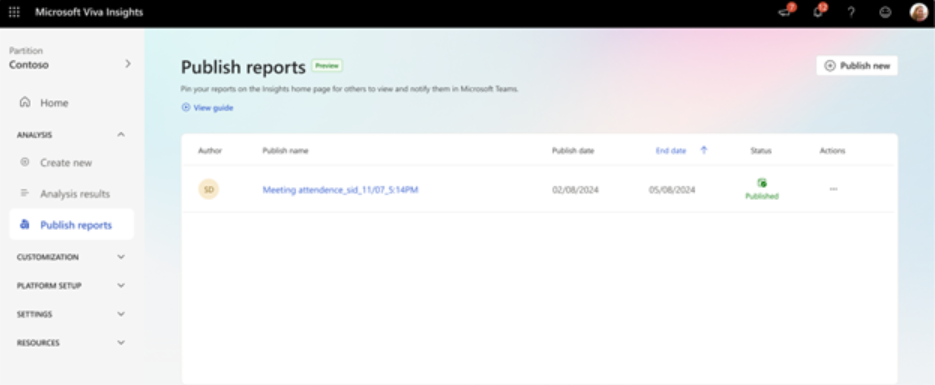 Microsoft Viva Insights
7
12
?
Partition
Contoso
Home
ANALYSIS
Create new
Analysis results
Publish reports
CUSTOMIZATION
PLATFORM SETUP
SETTINGS
RESOURCES
Publish reports Preview
Publish new
Pin your reports on the Insights home page for others to view and notify them in Microsoft Teams.
View guide
Author Publish name Publish date End date Status Actions
SD Meeting attendence_sid_11/07_5:14PM 02/08/2024 05/08/2024 Published ...